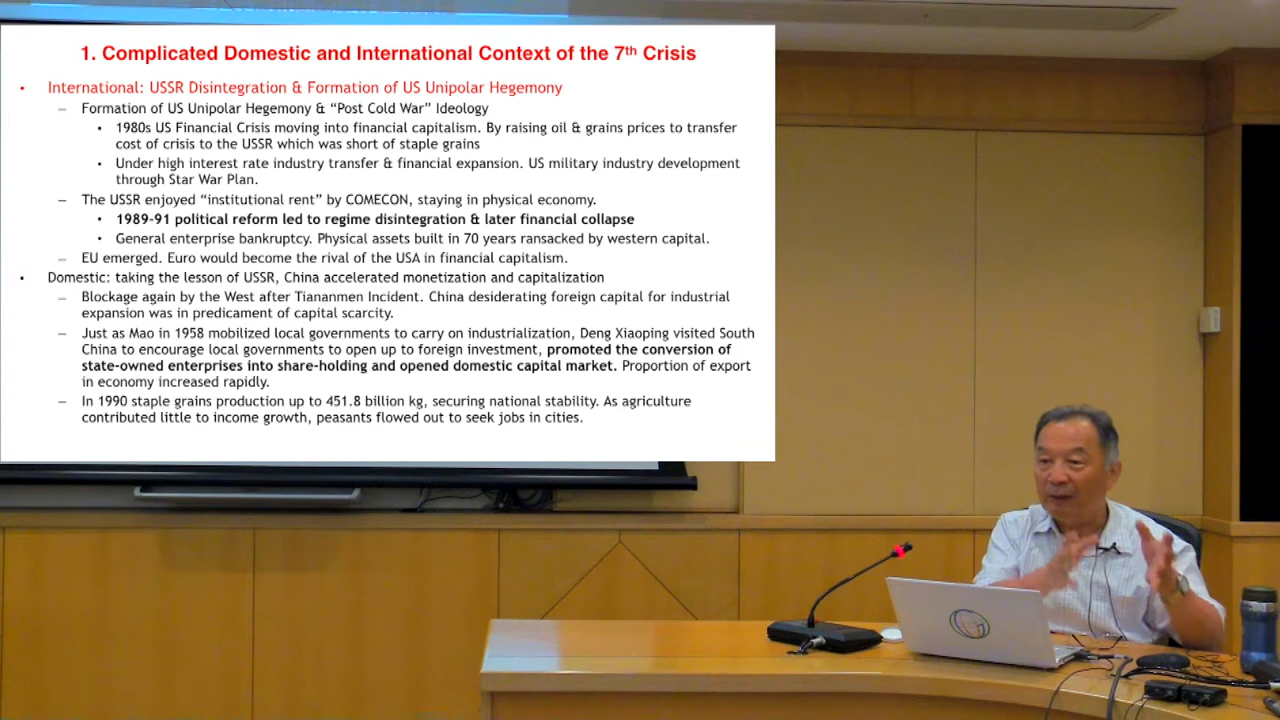 1. Complicated Domestic and International Context of the 7th Crisis
• International: USSR Disintegration & Formation of US Unipolar Hegemony
– Formation of US Unipolar Hegemony & “Post Cold War” Ideology
• 1980s US Financial Crisis moving into financial capitalism. By raising oil & grains prices to transfer
cost of crisis to the USSR which was short of staple grains
• Under high interest rate industry transfer & financial expansion. US military industry development
through Star War Plan.
– The USSR enjoyed “institutional rent” by COMECON, staying in physical economy.
• 1989-91 political reform led to regime disintegration & later financial collapse
• General enterprise bankruptcy. Physical assets built in 70 years ransacked by western capital.
– EU emerged. Euro would become the rival of the USA in financial capitalism.
• Domestic: taking the lesson of USSR, China accelerated monetization and capitalization
– Blockage again by the West after Tiananmen Incident. China desiderating foreign capital for industrial
expansion was in predicament of capital scarcity.
– Just as Mao in 1958 mobilized local governments to carry on industrialization, Deng Xiaoping visited South
China to encourage local governments to open up to foreign investment, promoted the conversion of
state-owned enterprises into share-holding and opened domestic capital market. Proportion of export
in economy increased rapidly.
– In 1990 staple grains production up to 451.8 billion kg, securing national stability. As agriculture
contributed little to income growth, peasants flowed out to seek jobs in cities.